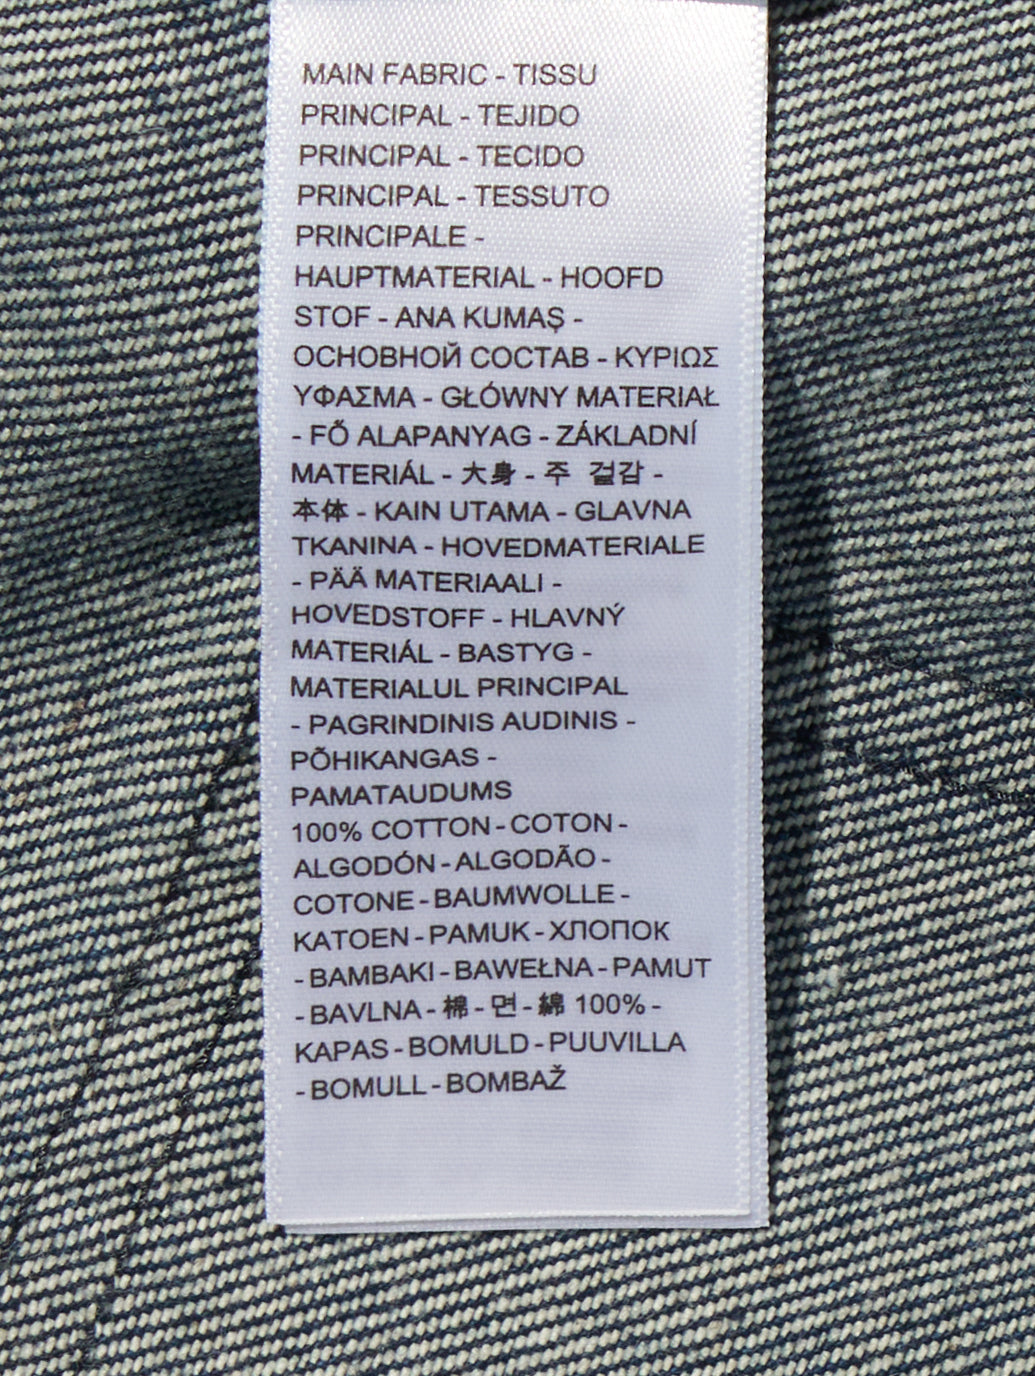 MAIN FABRIC - TISSU
PRINCIPAL - TEJIDO
PRINCIPAL - TECIDO
PRINCIPAL - TESSUTO
PRINCIPALE -
HAUPTMATERIAL - HOOFD
STOF - ANA KUMAŞ -
ОСНОВНОЙ СОСТАВ - ΚΥΡΙΩΣ
ΥΦΑΣΜΑ - GŁÓWNY MATERIAŁ
- FŐ ALAPANYAG - ZÁKLADNÍ
MATERIÁL - 大身 - 주 겉감 -
本体 - KAIN UTAMA - GLAVNA
TKANINA - HOVEDMATERIALE
- PÄÄ MATERIAALI -
HOVEDSTOFF - HLAVNÝ
MATERIÁL - BASTYG -
MATERIALUL PRINCIPAL
- PAGRINDINIS AUDINIS -
PÕHIKANGAS -
PAMATAUDUMS
100% COTTON - COTON -
ALGODÓN - ALGODÃO -
COTONE - BAUMWOLLE -
KATOEN - PAMUK - ХЛОПОК
- BAMBAKI - BAWEŁNA - PAMUT
- BAVLNA - 棉 - 면 - 綿 100% -
KAPAS - BOMULD - PUUVILLA
- BOMULL - BOMBAŽ